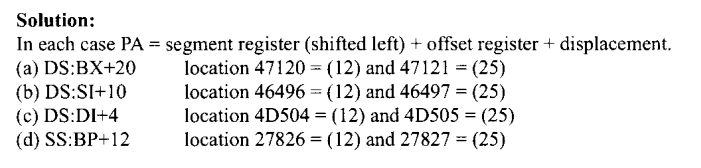 Solution:
In each case PA = segment register (shifted left) + offset register + displacement.
(a) DS:BX+20 location 47120 = (12) and 47121 = (25)
(b) DS:SI+10 location 46496 = (12) and 46497 = (25)
(c) DS:DI+4 location 4D504 = (12) and 4D505 = (25)
(d) SS:BP+12 location 27826 = (12) and 27827 = (25)